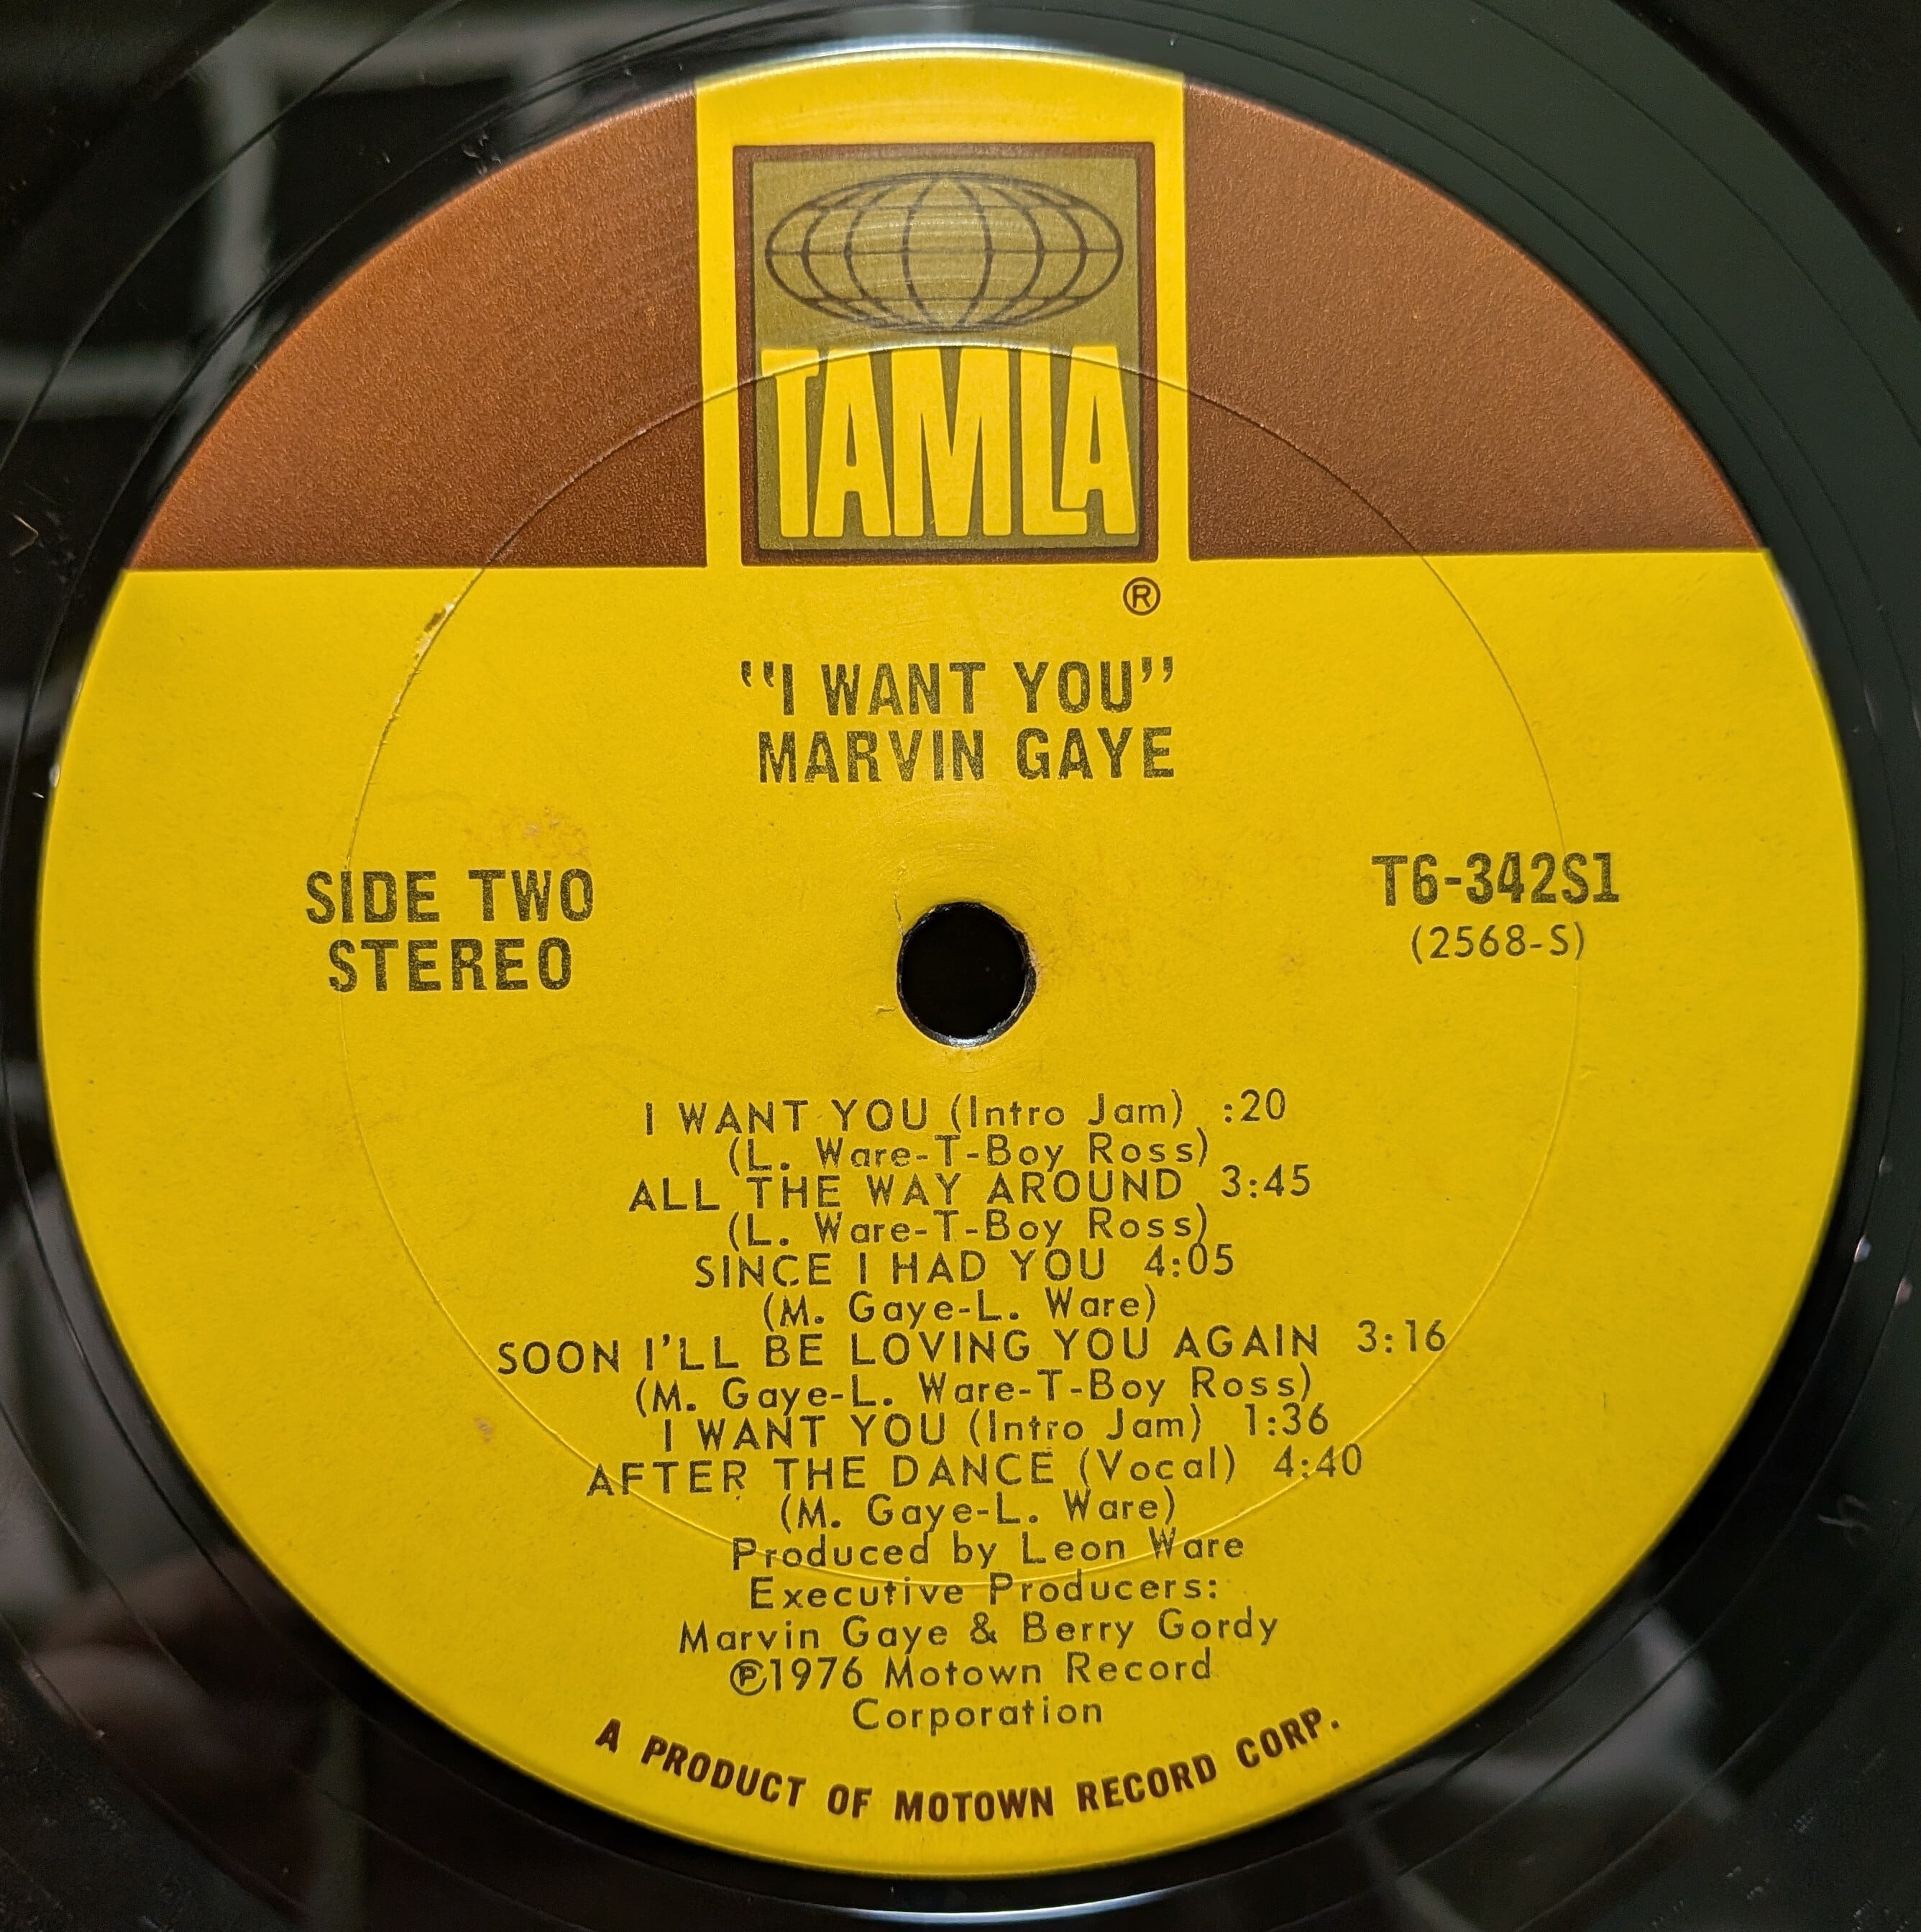 TAMLA
®
"I WANT YOU"
MARVIN GAYE
SIDE TWO
STEREO
T6-342S1
(2568-S)
I WANT YOU (Intro Jam) :20
(L. Ware-T-Boy Ross)
ALL THE WAY AROUND 3:45
(L. Ware-T-Boy Ross)
SINCE I HAD YOU 4:05
(M. Gaye-L. Ware)
SOON I'LL BE LOVING YOU AGAIN 3:16
(M. Gaye-L. Ware-T-Boy Ross)
I WANT YOU (Intro Jam) 1:36
AFTER THE DANCE (Vocal) 4:40
(M. Gaye-L. Ware)
Produced by Leon Ware
Executive Producers:
Marvin Gaye & Berry Gordy
℗1976 Motown Record
Corporation
A PRODUCT OF MOTOWN RECORD CORP.